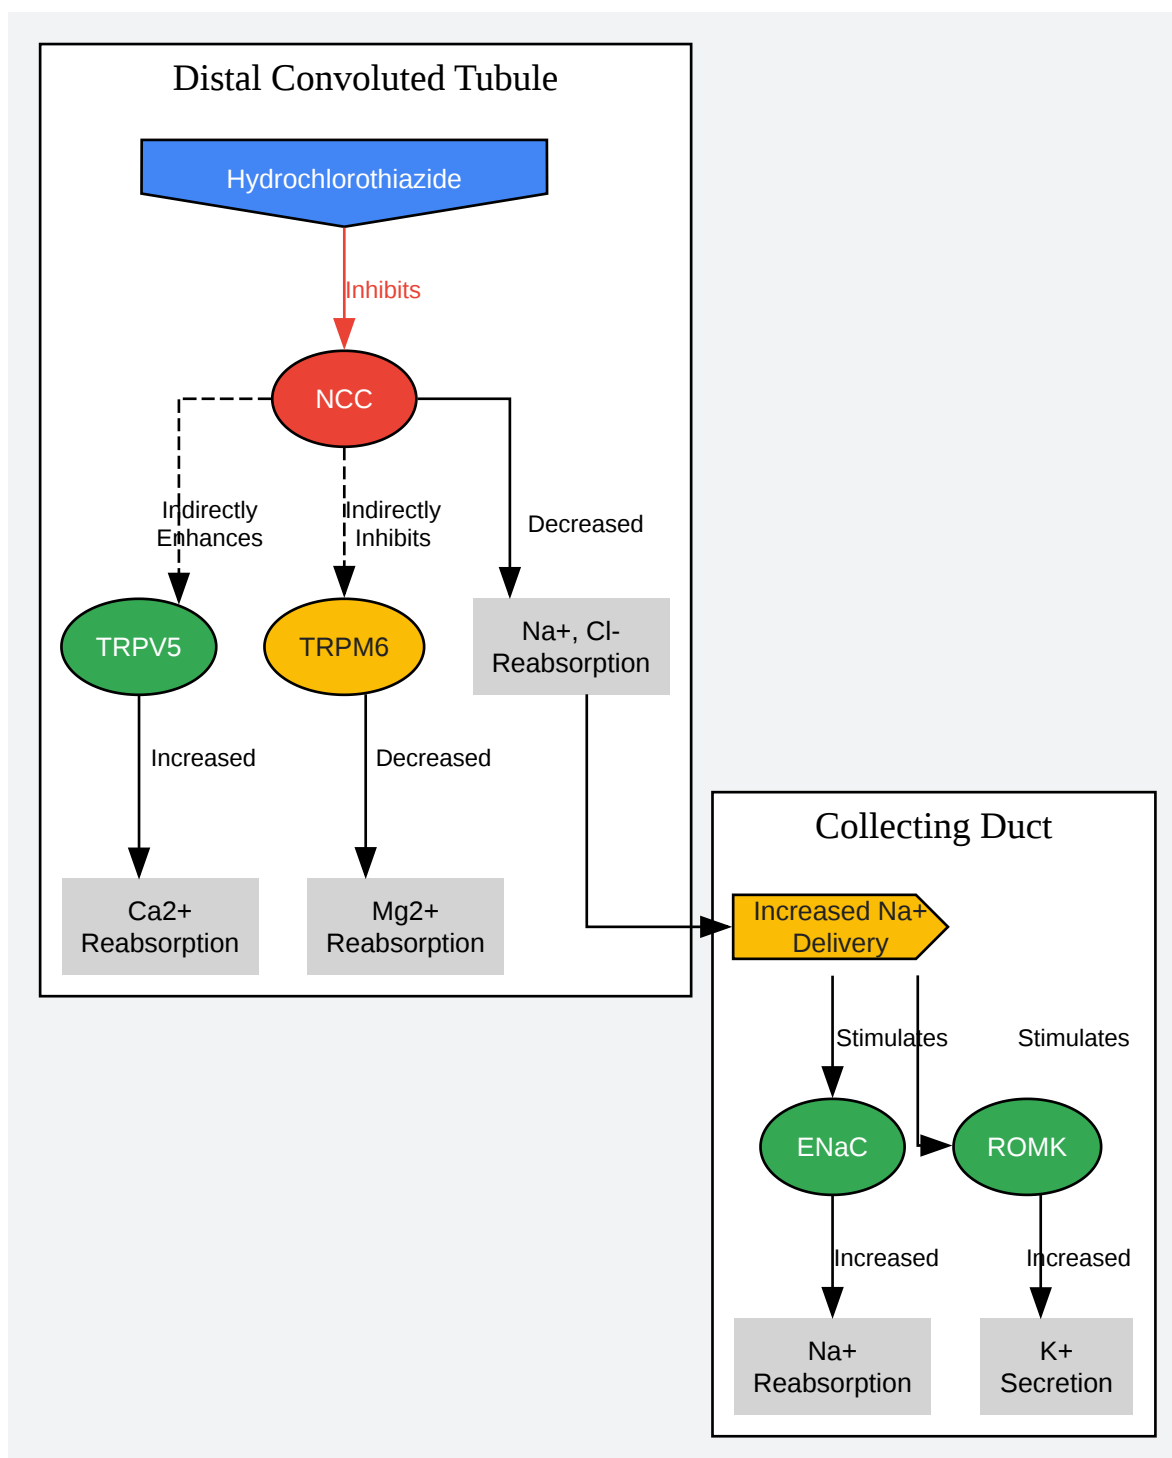 Distal Convoluted Tubule
Hydrochlorothiazide
Inhibits
NCC
Indirectly
Enhances
Indirectly
Inhibits
Decreased
TRPV5
TRPM6
Na+, Cl-
Reabsorption
Increased
Decreased
Ca2+
Reabsorption
Mg2+
Reabsorption
Collecting Duct
Increased Na+
Delivery
Stimulates
Stimulates
ENaC
ROMK
Increased
Increased
Na+
Reabsorption
K+
Secretion